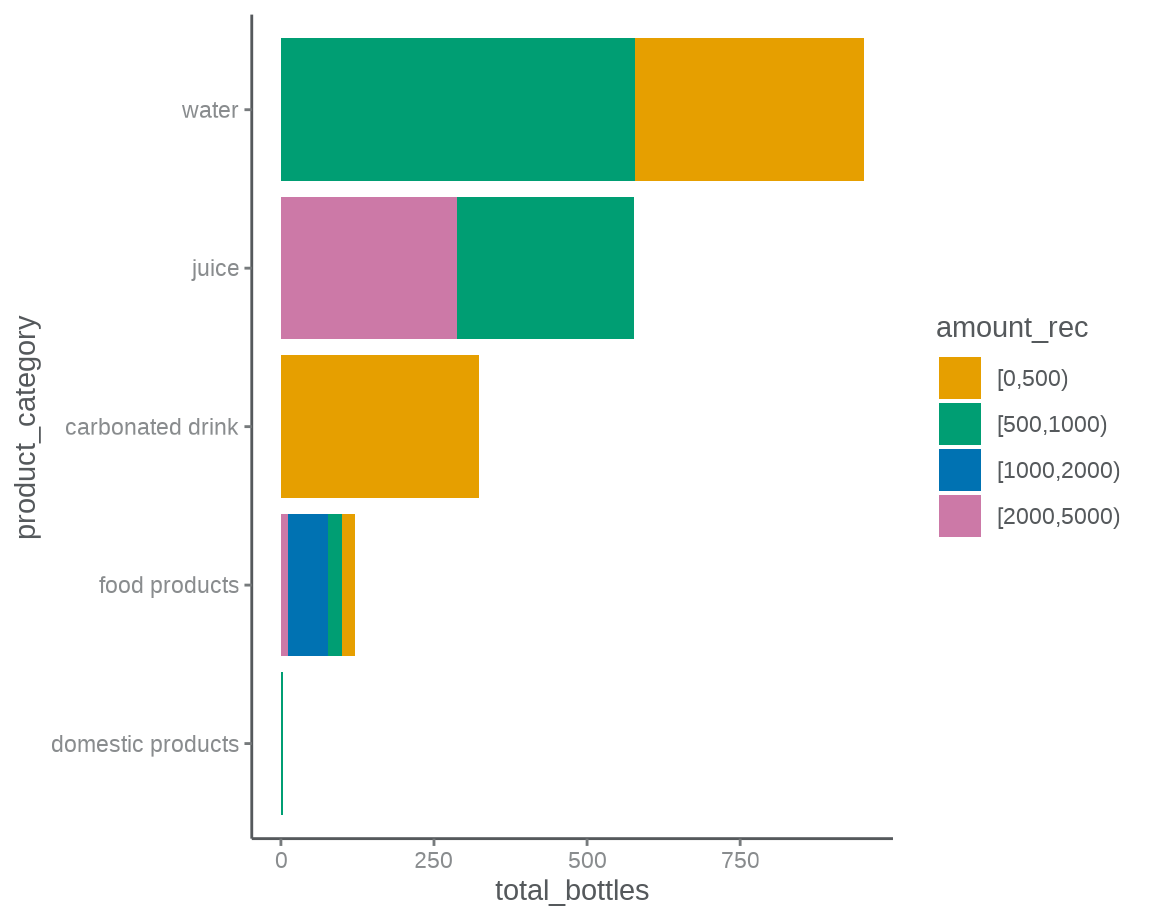 water
juice
carbonated drink
food products
domestic products
product_category
0 250 500 750
total_bottles
amount_rec
[0,500)
[500,1000)
[1000,2000)
[2000,5000)